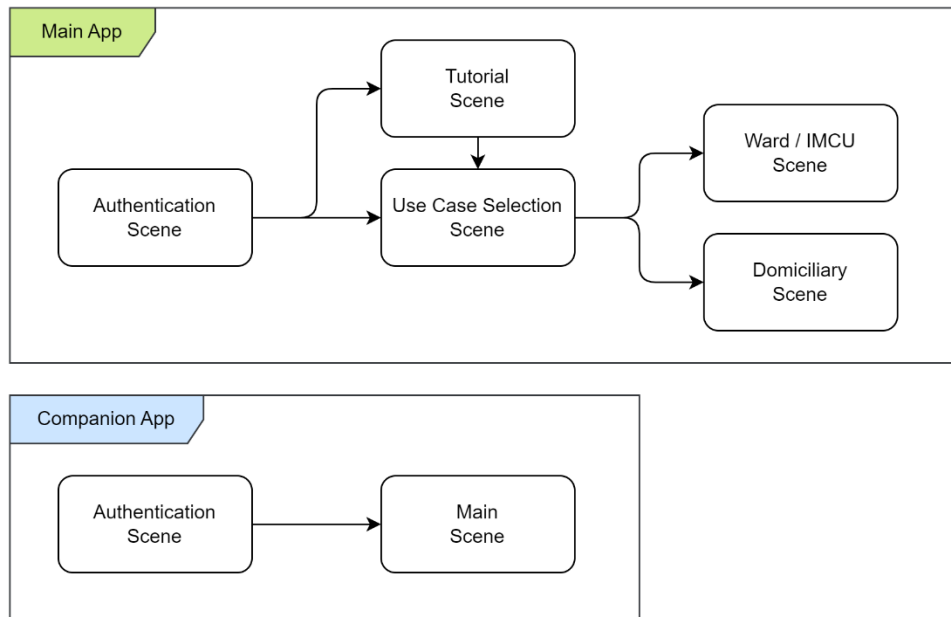 Main App
Tutorial
Scene
Authentication
Scene
Use Case Selection
Scene
Ward / IMCU
Scene
Domiciliary
Scene
Companion App
Authentication
Scene
Main
Scene